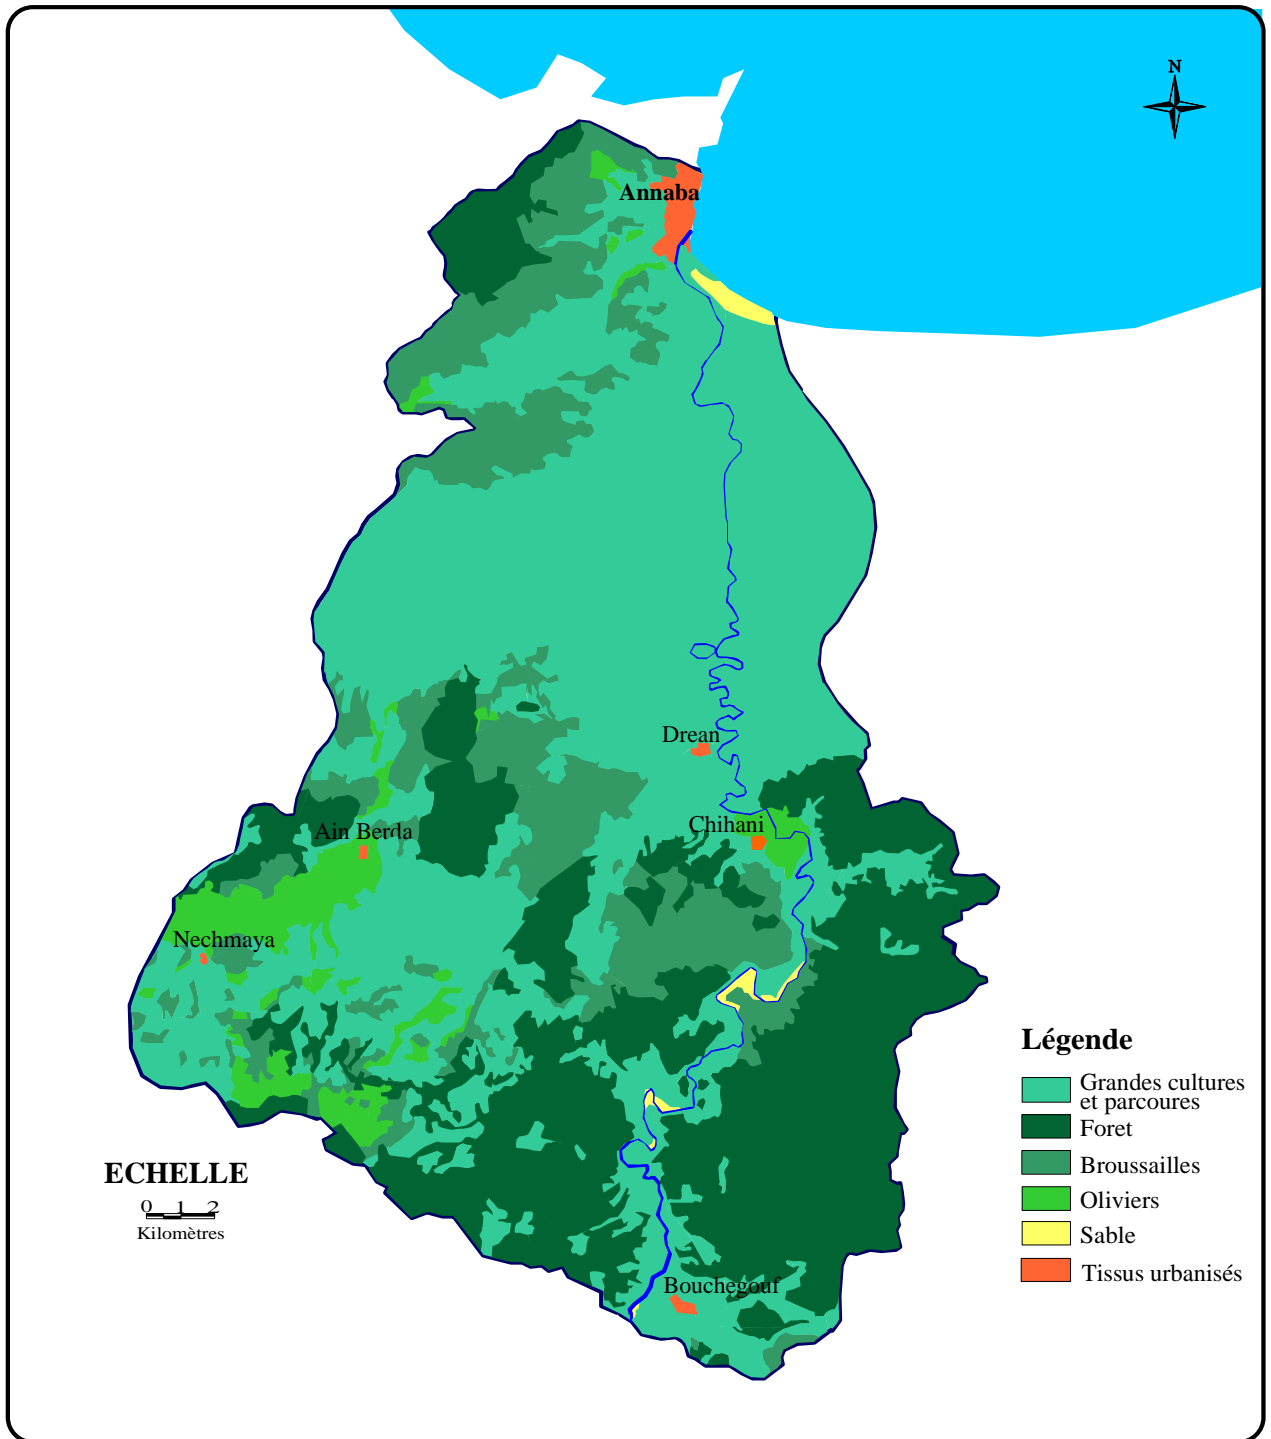 N
Annaba
Drean
Chihani
Ain Berda
Nechmaya
Légende
Grandes cultures
et parcoures
Foret
Broussailles
Oliviers
Sable
Tissus urbanisés
ECHELLE
0 1 2
Kilomètres
Bouchegouf